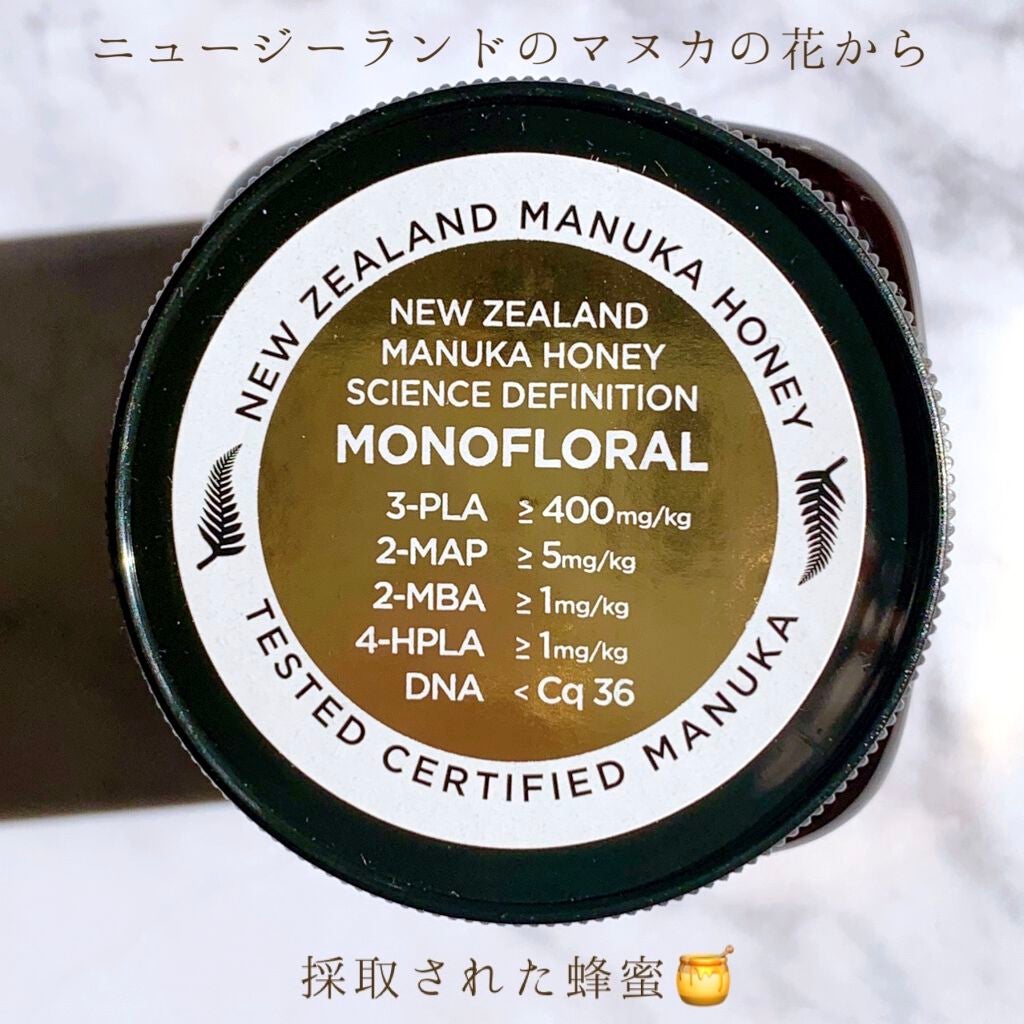 ニュージーランドのマヌカの花から
NEW ZEALAND MANUKA HONEY
NEW ZEALAND
MANUKA HONEY
SCIENCE DEFINITION
MONOFLORAL
3-PLA ≥ 400mg/kg
2-MAP ≥ 5mg/kg
2-MBA ≥ 1mg/kg
4-HPLA ≥ 1mg/kg
DNA < Cq 36
TESTED CERTIFIED MANUKA
採取された蜂蜜🍯